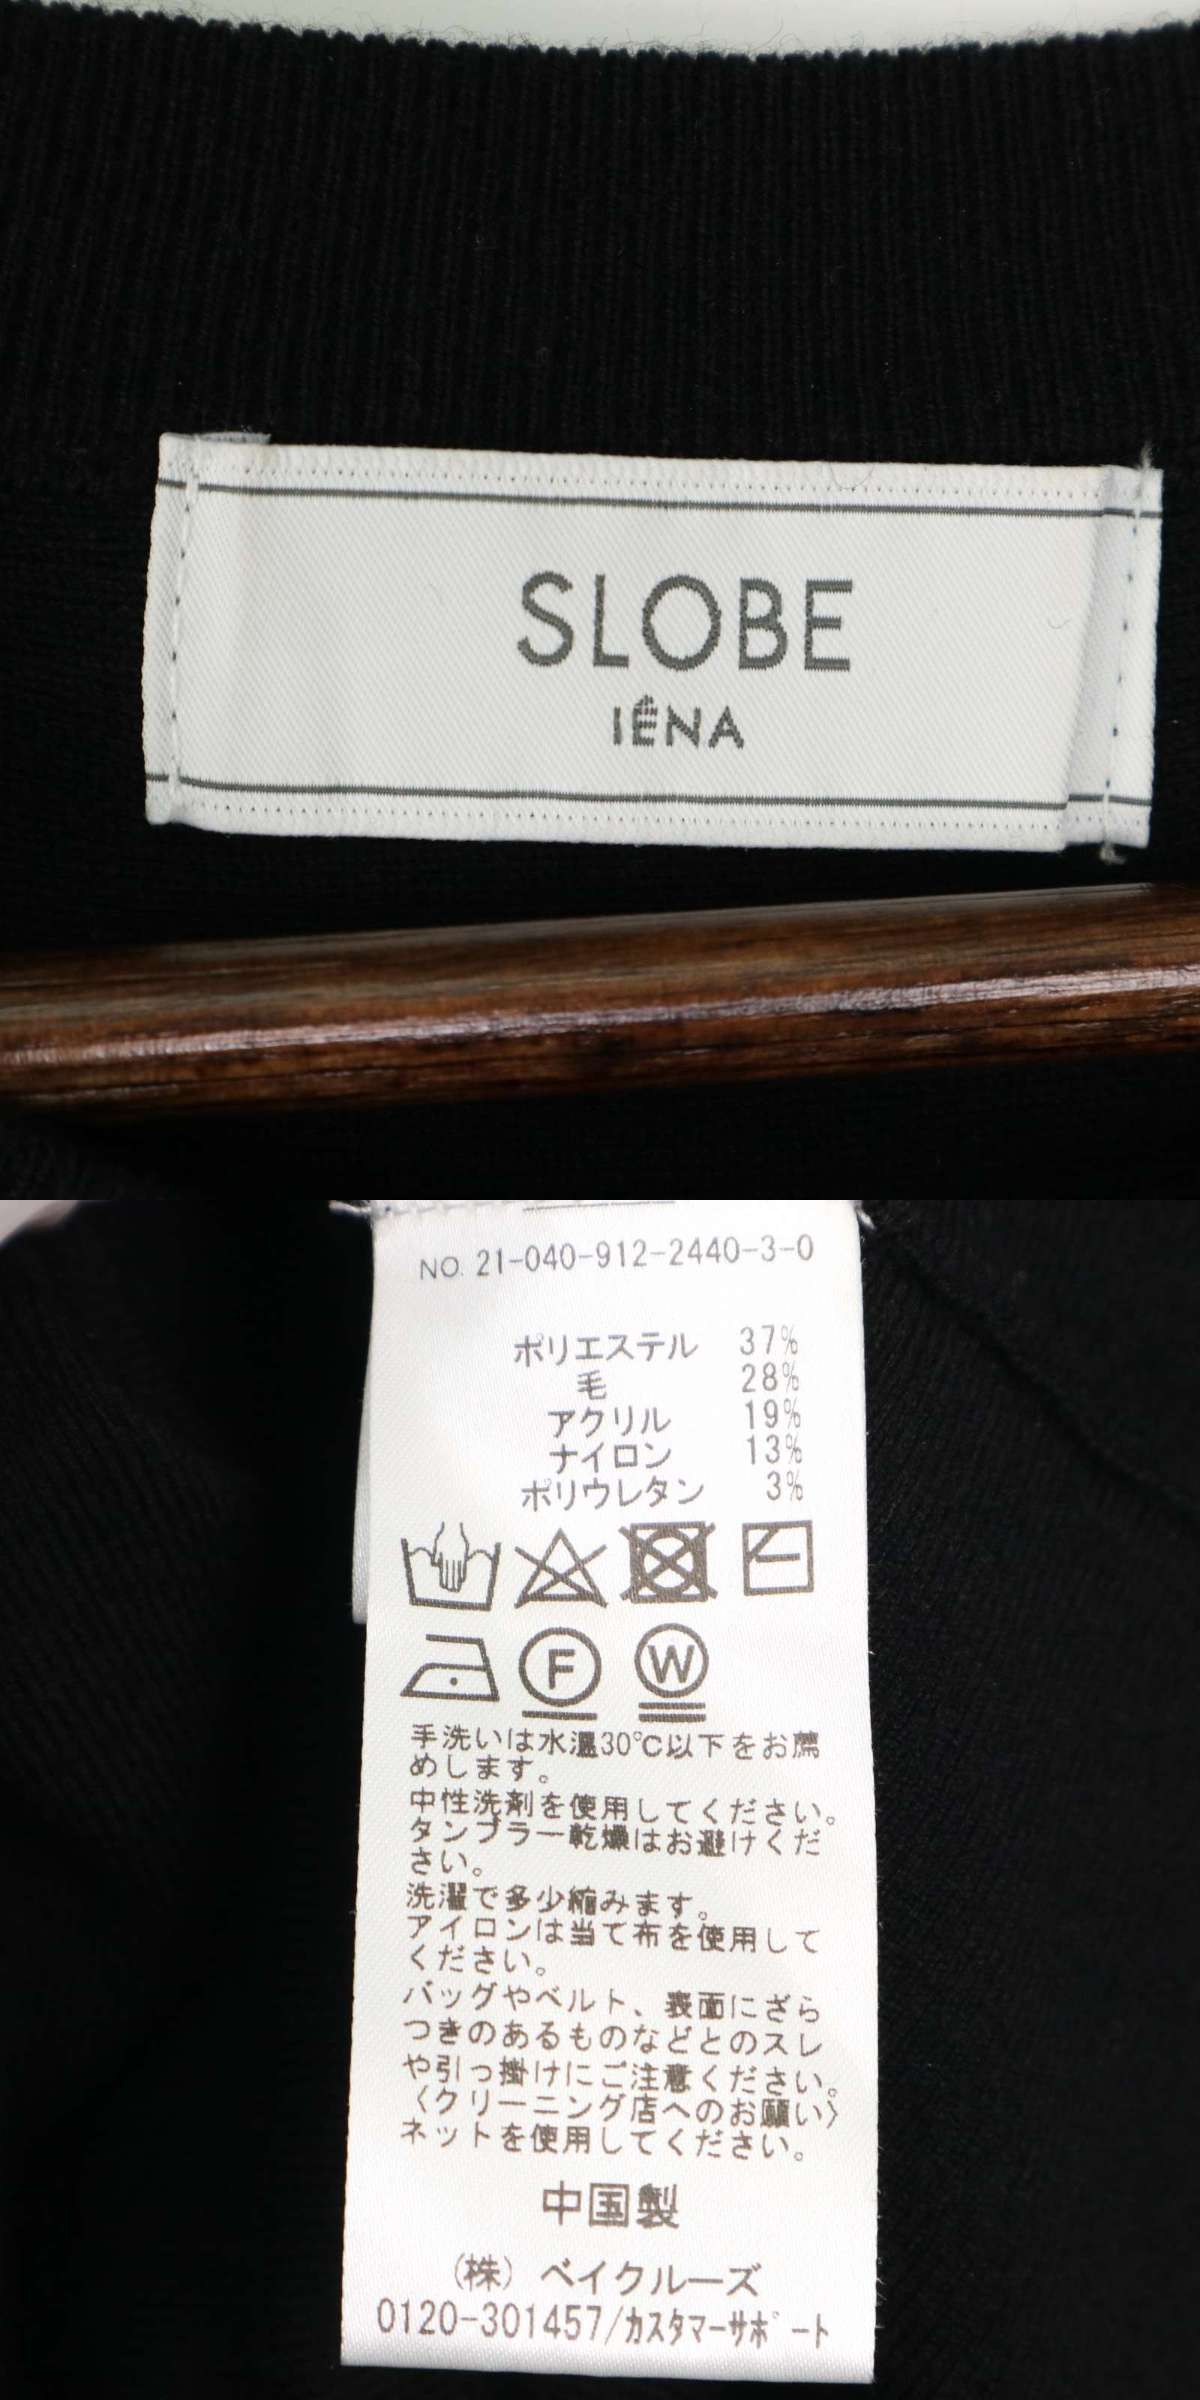 SLOBE
IÉNA
NO. 21-040-912-2440-3-0
ポリエステル 37%
毛 28%
アクリル 19%
ナイロン 13%
ポリウレタン 3%
F W
手洗いは水温30℃以下をお薦
めします。
中性洗剤を使用してください。
タンブラー乾燥はお避けくだ
さい。
洗濯で多少縮みます。
アイロンは当て布を使用して
ください。
バッグやベルト、表面にざら
つきのあるものなどとのスレ
や引っ掛けにご注意ください。
〈クリーニング店へのお願い〉
ネットを使用してください。
中国製
(株) ベイクルーズ
0120-301457/カスタマーサポート